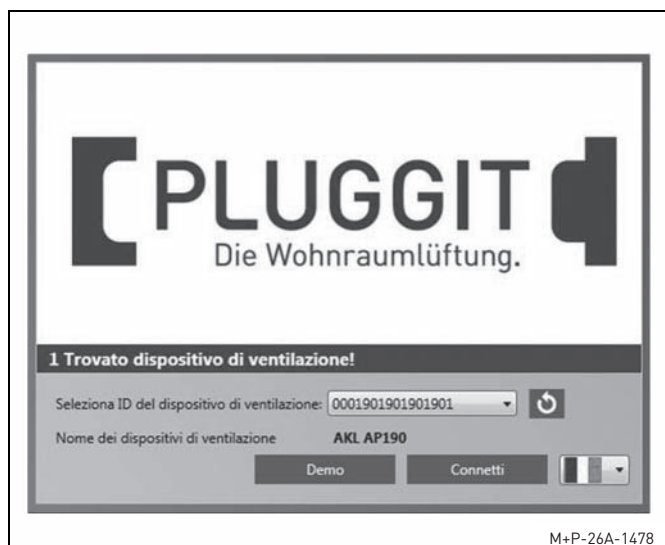 PLUGGIT
Die Wohnraumlüftung.
1 Trovato dispositivo di ventilazione!
Seleziona ID del dispositivo di ventilazione: 0001901901901901
Nome dei dispositivi di ventilazione AKL AP190
Demo Connetti
M+P-26A-1478